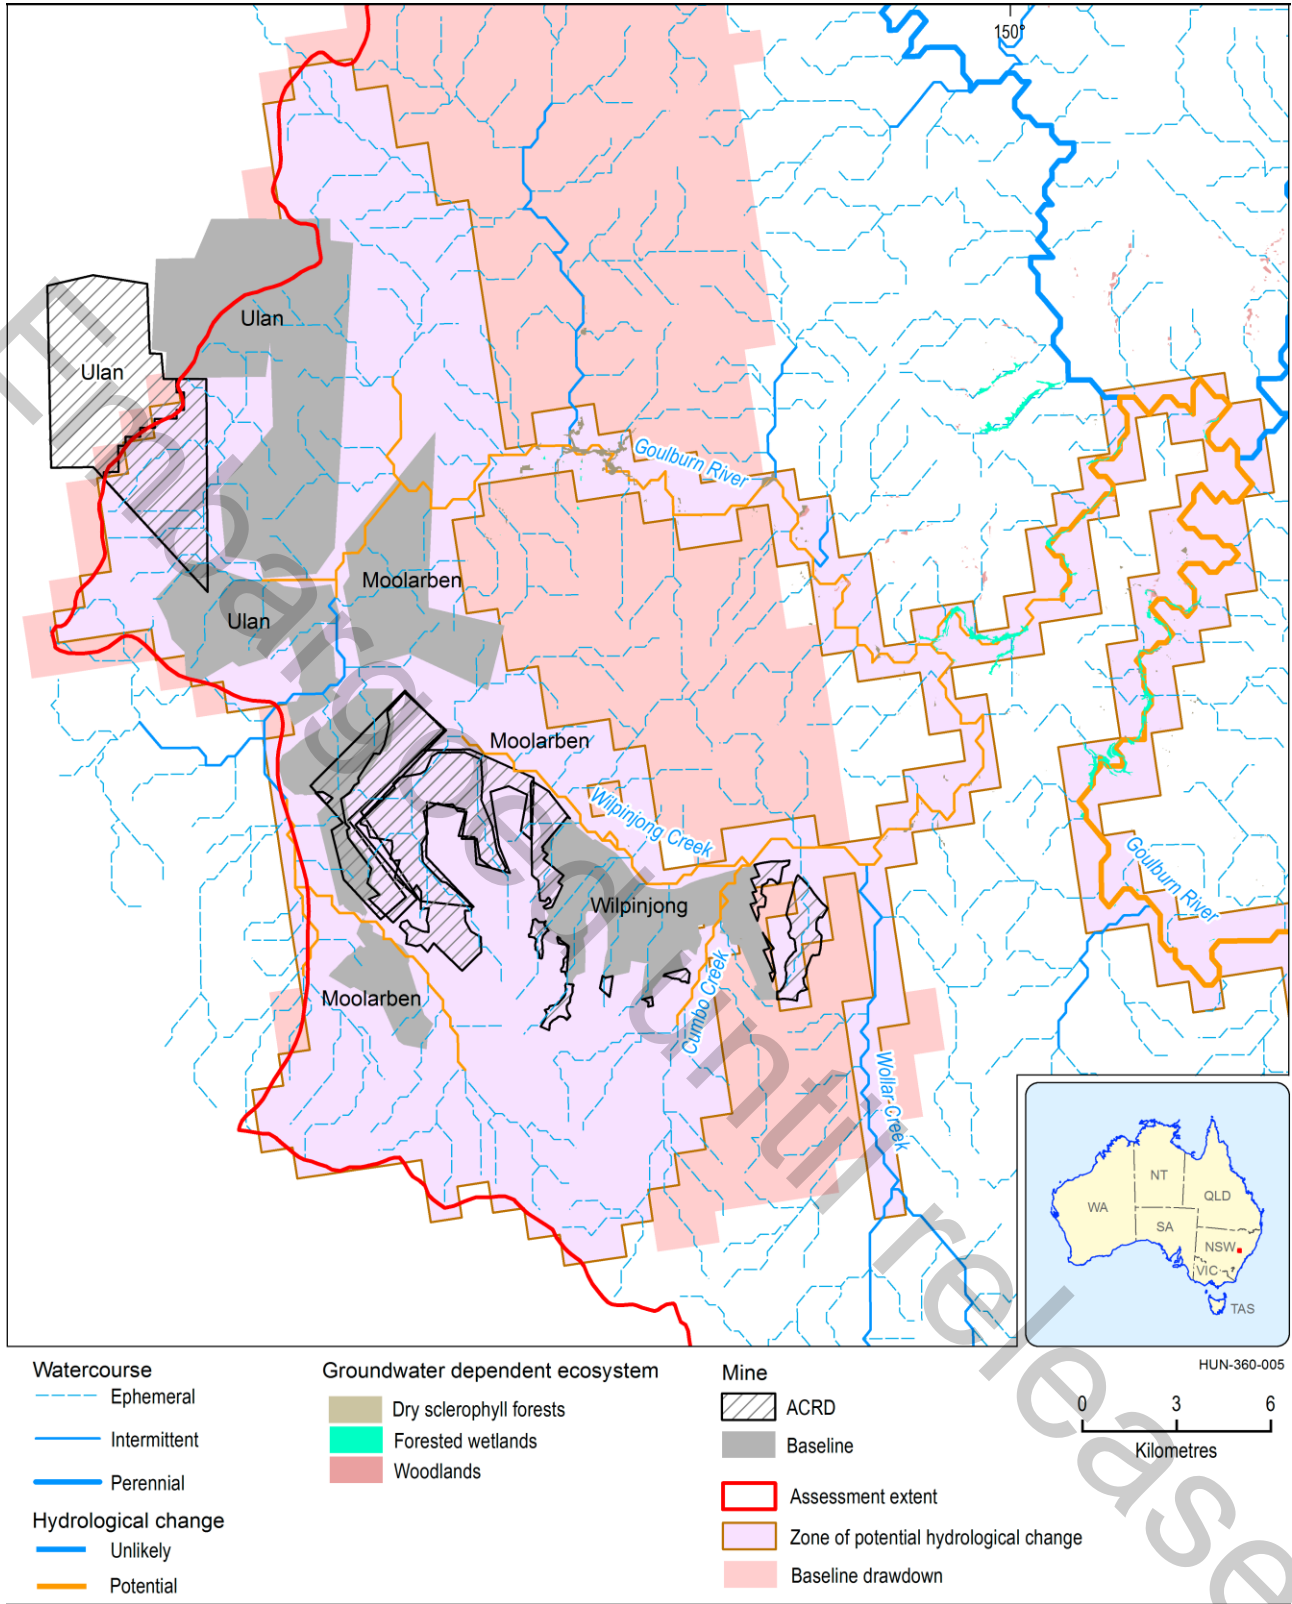 150°
Ulan
Ulan
Goulburn River
Moolarben
Ulan
Moolarben
Wilpinjong Creek
Goulburn River
Wilpinjong
Cumbo Creek
Moolarben
Wollar Creek
NT
QLD
WA
SA
NSW
VIC
TAS
HUN-360-005
Watercourse
Ephemeral
Intermittent
Perennial
Hydrological change
Unlikely
Potential
Groundwater dependent ecosystem
Dry sclerophyll forests
Forested wetlands
Woodlands
Mine
ACRD
Baseline
Assessment extent
Zone of potential hydrological change
Baseline drawdown
0 3 6
Kilometres
until release